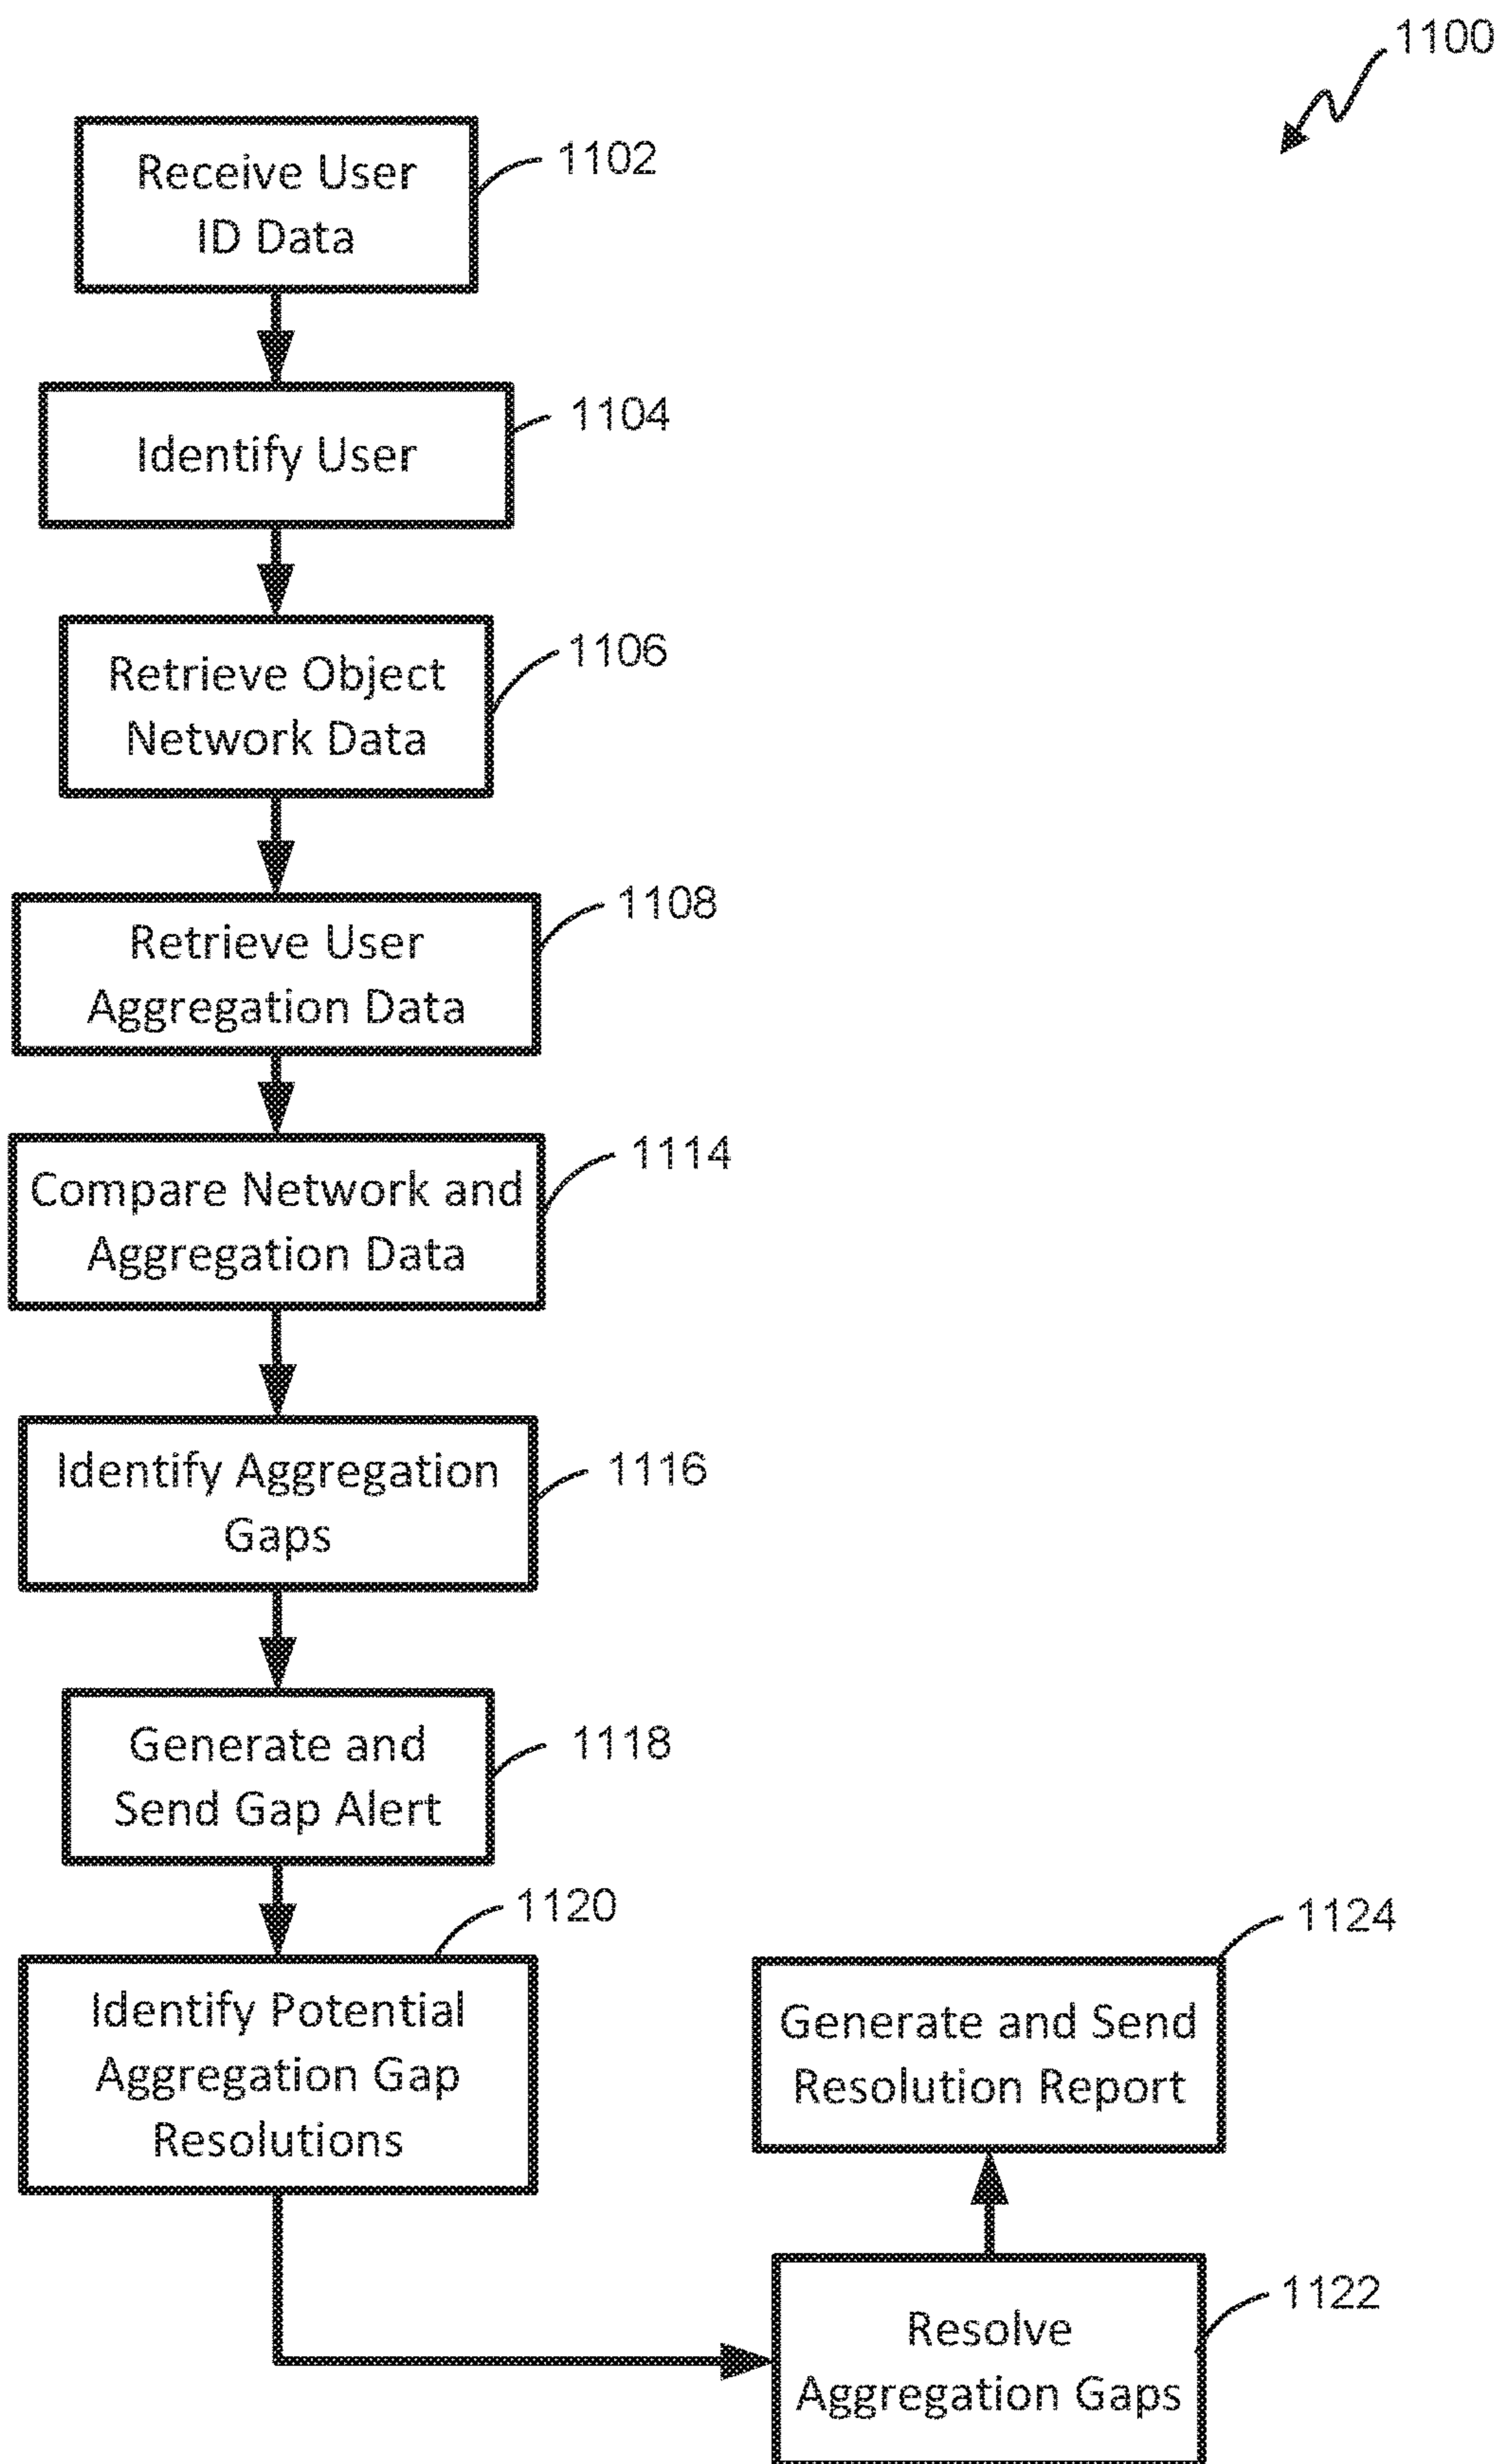 1100
Receive User
ID Data
1102
Identify User
1104
Retrieve Object
Network Data
1106
Retrieve User
Aggregation Data
1108
Compare Network and
Aggregation Data
1114
Identify Aggregation
Gaps
1116
Generate and
Send Gap Alert
1118
Identify Potential
Aggregation Gap
Resolutions
1120
Resolve
Aggregation Gaps
1122
Generate and Send
Resolution Report
1124